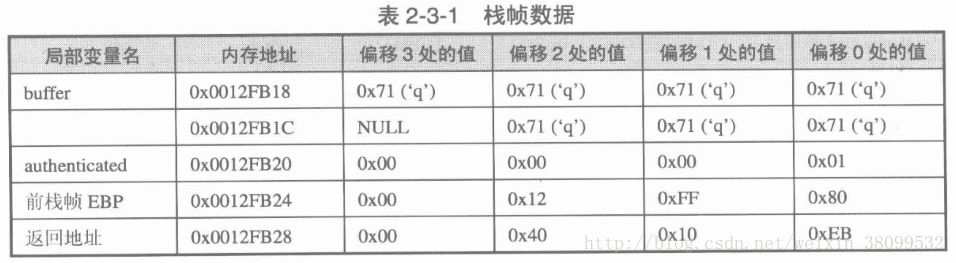 表 2-3-1 栈帧数据
局部变量名 内存地址 偏移 3 处的值 偏移 2 处的值 偏移 1 处的值 偏移 0 处的值
buffer 0x0012FB18 0x71 (‘q’) 0x71 (‘q’) 0x71 (‘q’) 0x71 (‘q’)
0x0012FB1C NULL 0x71 (‘q’) 0x71 (‘q’) 0x71 (‘q’)
authenticated 0x0012FB20 0x00 0x00 0x00 0x01
前栈帧 EBP 0x0012FB24 0x00 0x12 0xFF 0x80
返回地址 0x0012FB28 0x00 0x40 0x10 0xEB
http://blog.csdn.net/weixin_38099532